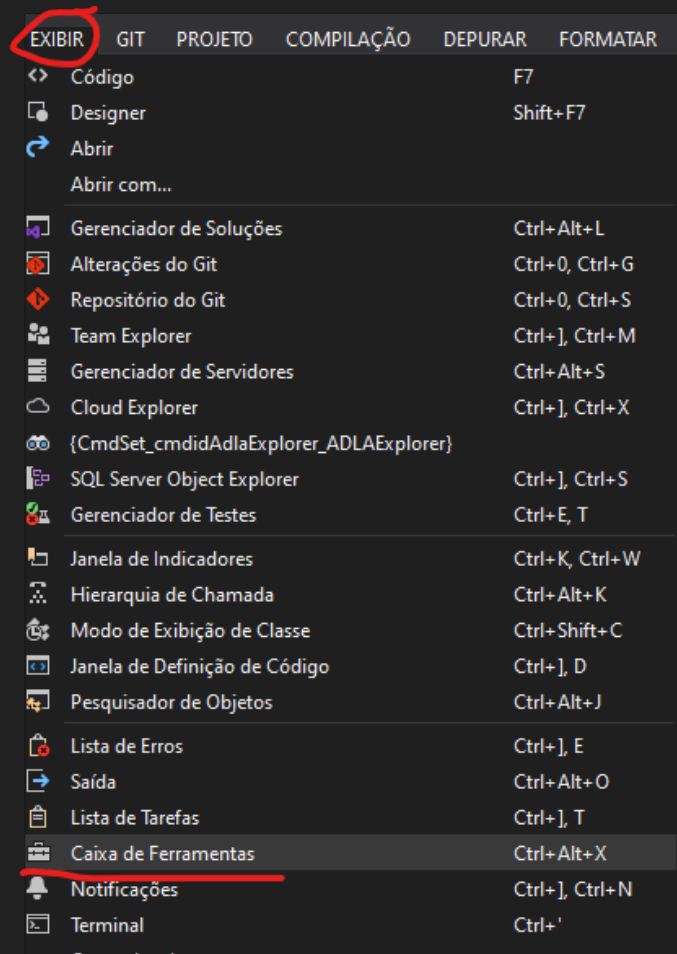 EXIBIR GIT PROJETO COMPILAÇÃO DEPURAR FORMATAR
Código F7
Designer Shift+F7
Abrir
Abrir com...
Gerenciador de Soluções Ctrl+Alt+L
Alterações do Git Ctrl+0, Ctrl+G
Repositório do Git Ctrl+0, Ctrl+S
Team Explorer Ctrl+], Ctrl+M
Gerenciador de Servidores Ctrl+Alt+S
Cloud Explorer Ctrl+], Ctrl+X
{CmdSet_cmdidAdlaExplorer_ADLAExplorer}
SQL Server Object Explorer Ctrl+], Ctrl+S
Gerenciador de Testes Ctrl+E, T
Janela de Indicadores Ctrl+K, Ctrl+W
Hierarquia de Chamada Ctrl+Alt+K
Modo de Exibição de Classe Ctrl+Shift+C
Janela de Definição de Código Ctrl+], D
Pesquisador de Objetos Ctrl+Alt+J
Lista de Erros Ctrl+], E
Saída Ctrl+Alt+O
Lista de Tarefas Ctrl+], T
Caixa de Ferramentas Ctrl+Alt+X
Notificações Ctrl+], Ctrl+N
Terminal Ctrl+'